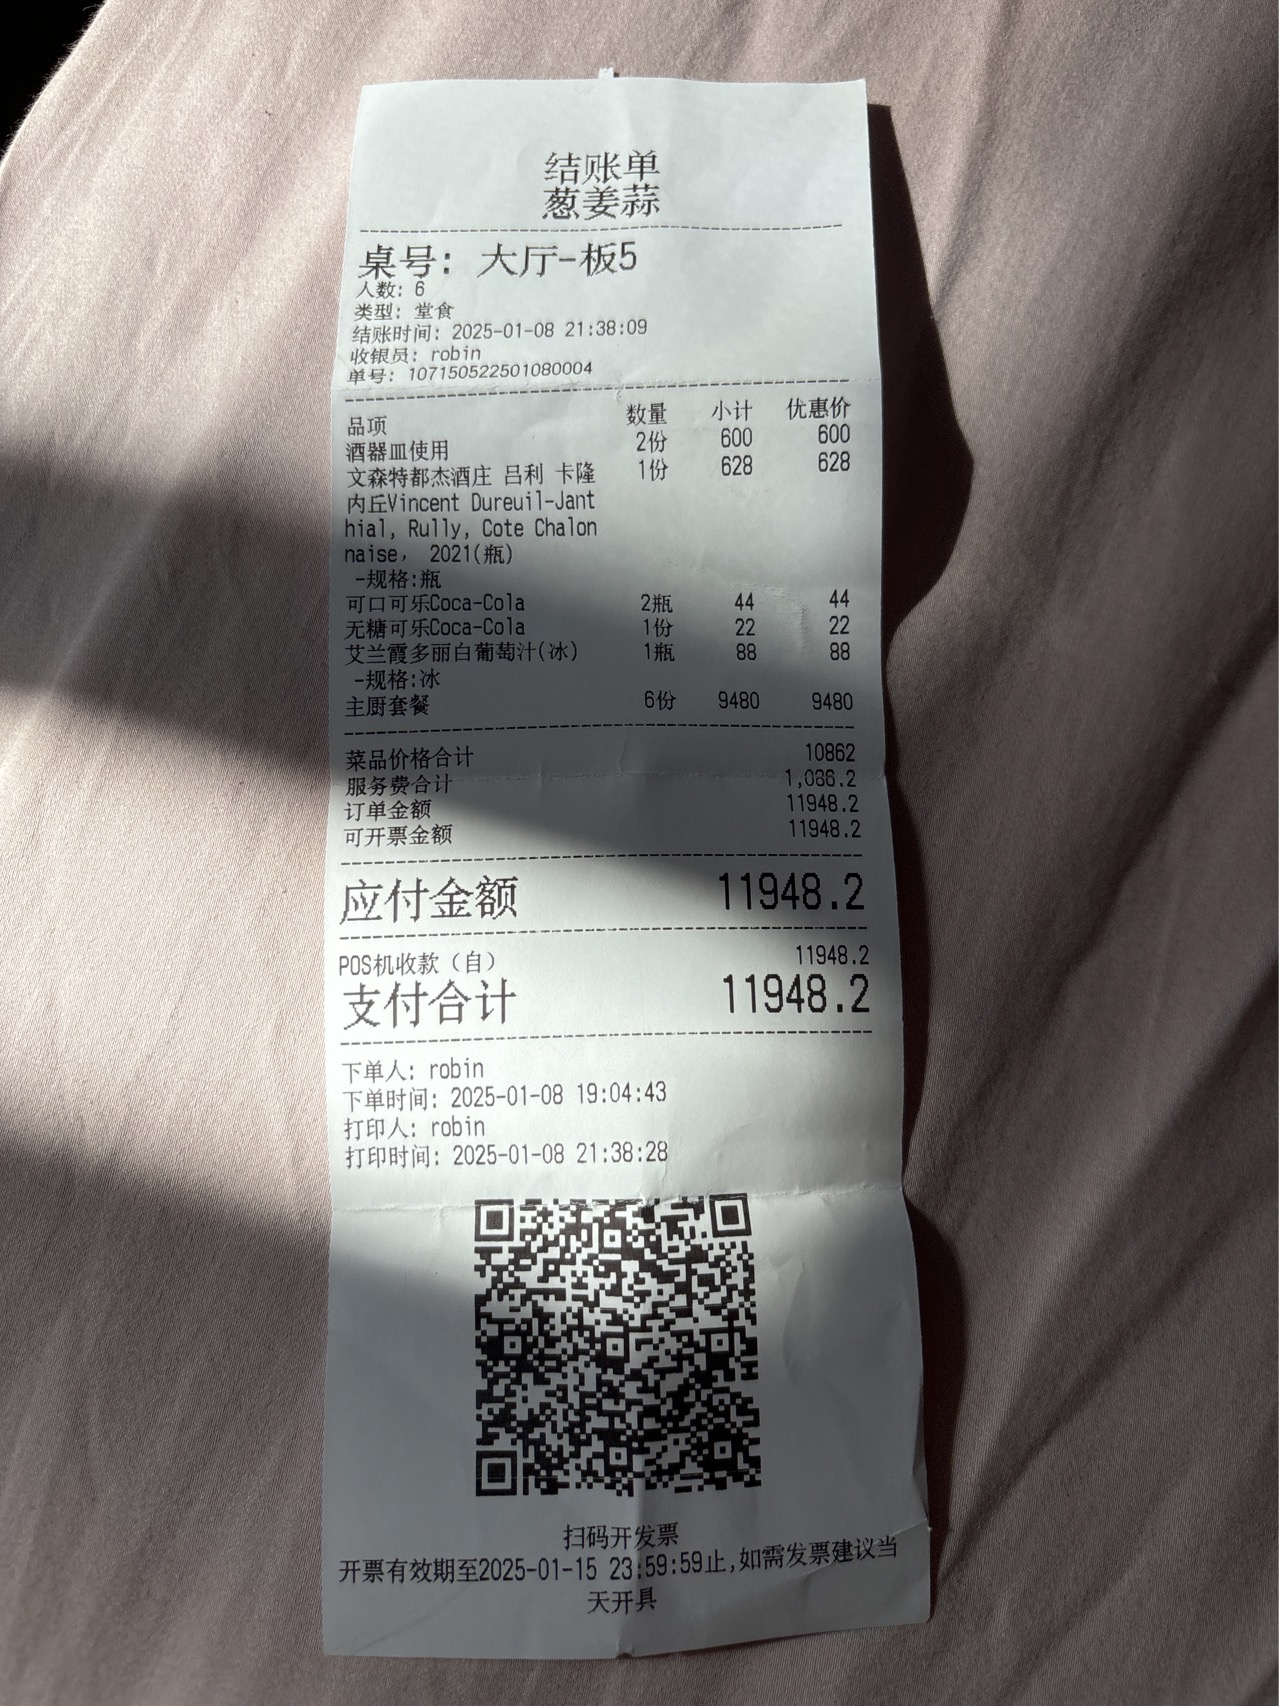 结账单
葱姜蒜
桌号: 大厅-板5
人数: 6
类型: 堂食
结账时间: 2025-01-08 21:38:09
收银员: robin
单号: 107150522501080004
品项 数量 小计 优惠价
酒器皿使用 2份 600 600
文森特都杰酒庄 吕利 卡隆 1份 628 628
内丘Vincent Dureuil-Jant
hial, Rully, Cote Chalon
naise, 2021(瓶)
-规格:瓶
可口可乐Coca-Cola 2瓶 44 44
无糖可乐Coca-Cola 1份 22 22
艾兰霞多丽白葡萄汁(冰) 1瓶 88 88
-规格:冰
主厨套餐 6份 9480 9480
菜品价格合计 10862
服务费合计 1,086.2
订单金额 11948.2
可开票金额 11948.2
应付金额 11948.2
POS机收款（自） 11948.2
支付合计 11948.2
下单人: robin
下单时间: 2025-01-08 19:04:43
打印人: robin
打印时间: 2025-01-08 21:38:28
扫码开发票
开票有效期至2025-01-15 23:59:59止,如需发票建议当
天开具